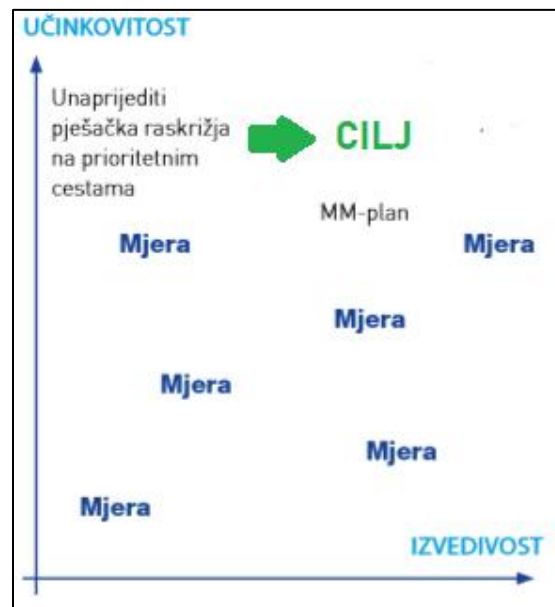 UČINKOVITOST
Unaprijediti
pješačka raskrižja
na prioritetnim
cestama
CILJ
MM-plan
Mjera
Mjera
Mjera
Mjera
Mjera
Mjera
IZVEDIVOST